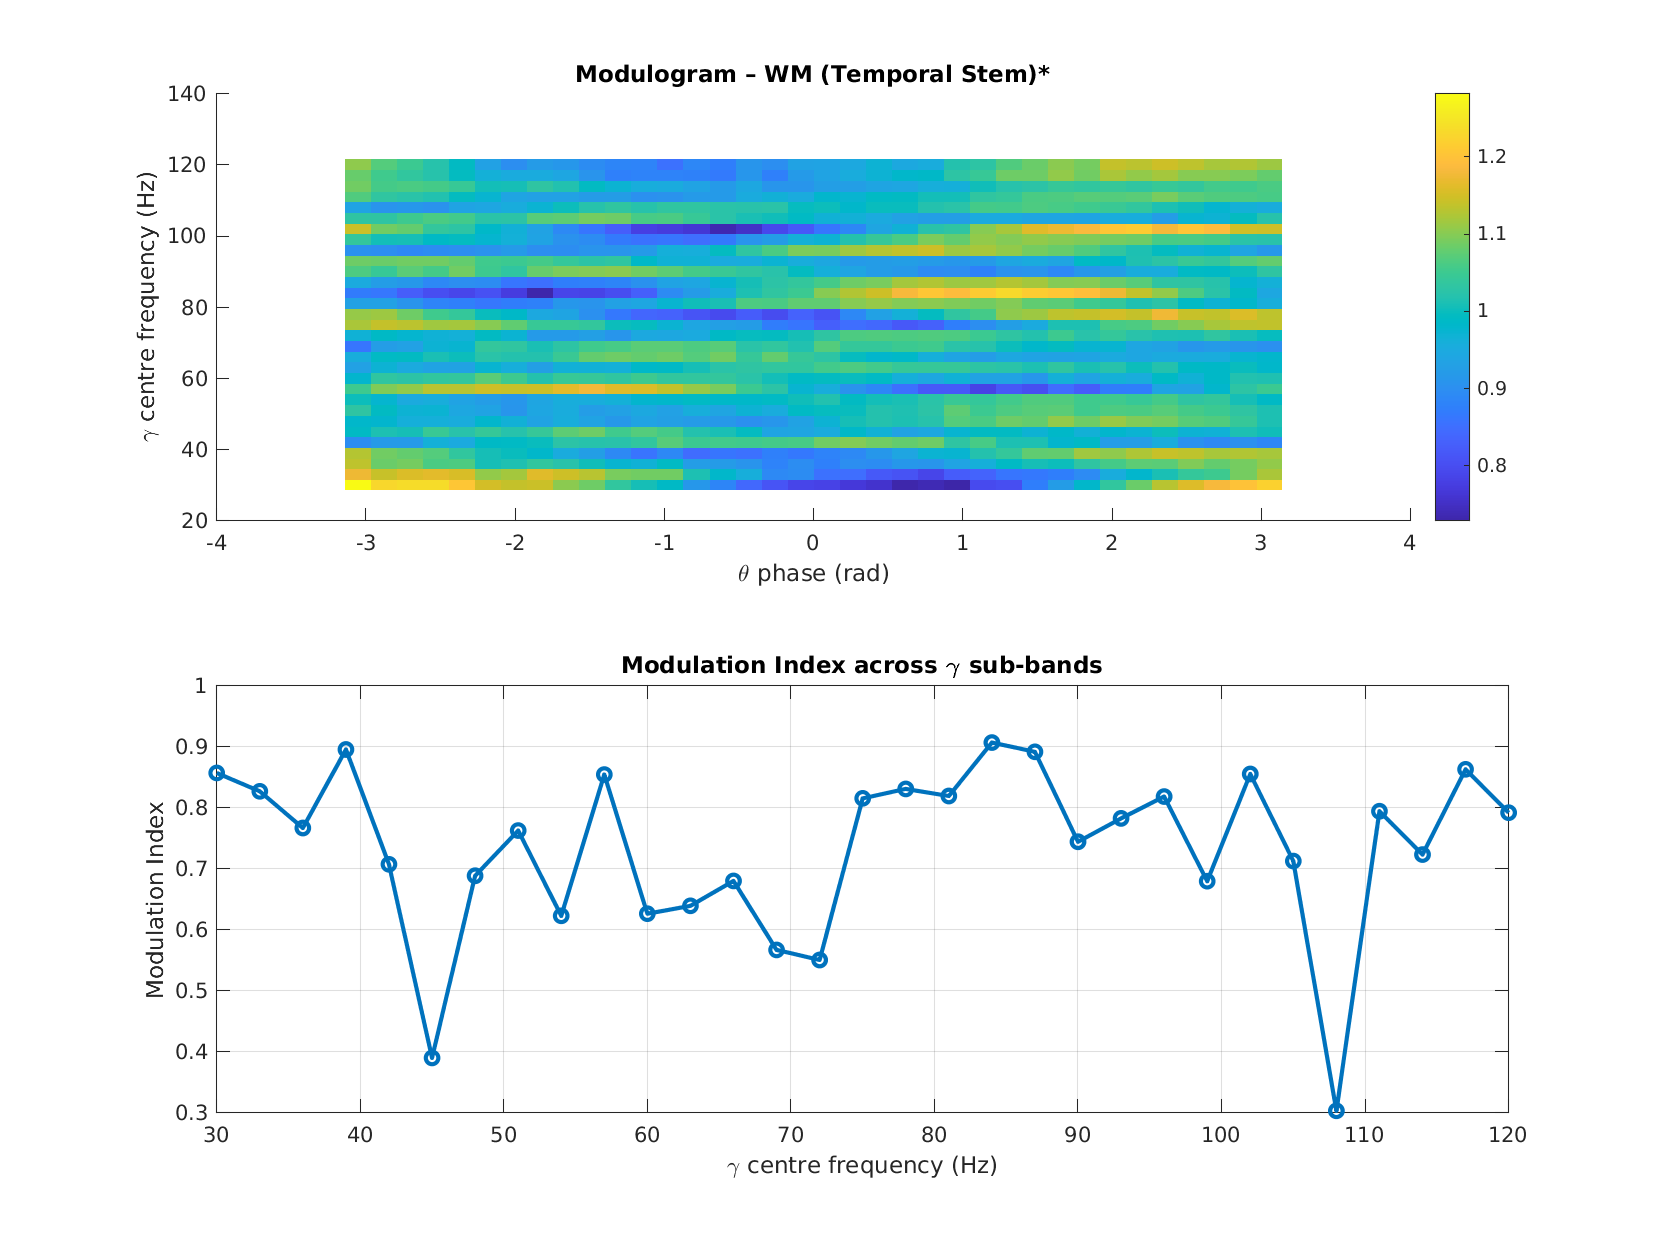 Modulogram – WM (Temporal Stem)*
140
120
100
80
60
40
20
γ centre frequency (Hz)
-4 -3 -2 -1 0 1 2 3 4
θ phase (rad)
1.2
1.1
1
0.9
0.8
Modulation Index across γ sub-bands
1
0.9
0.8
0.7
0.6
0.5
0.4
0.3
Modulation Index
30 40 50 60 70 80 90 100 110 120
γ centre frequency (Hz)